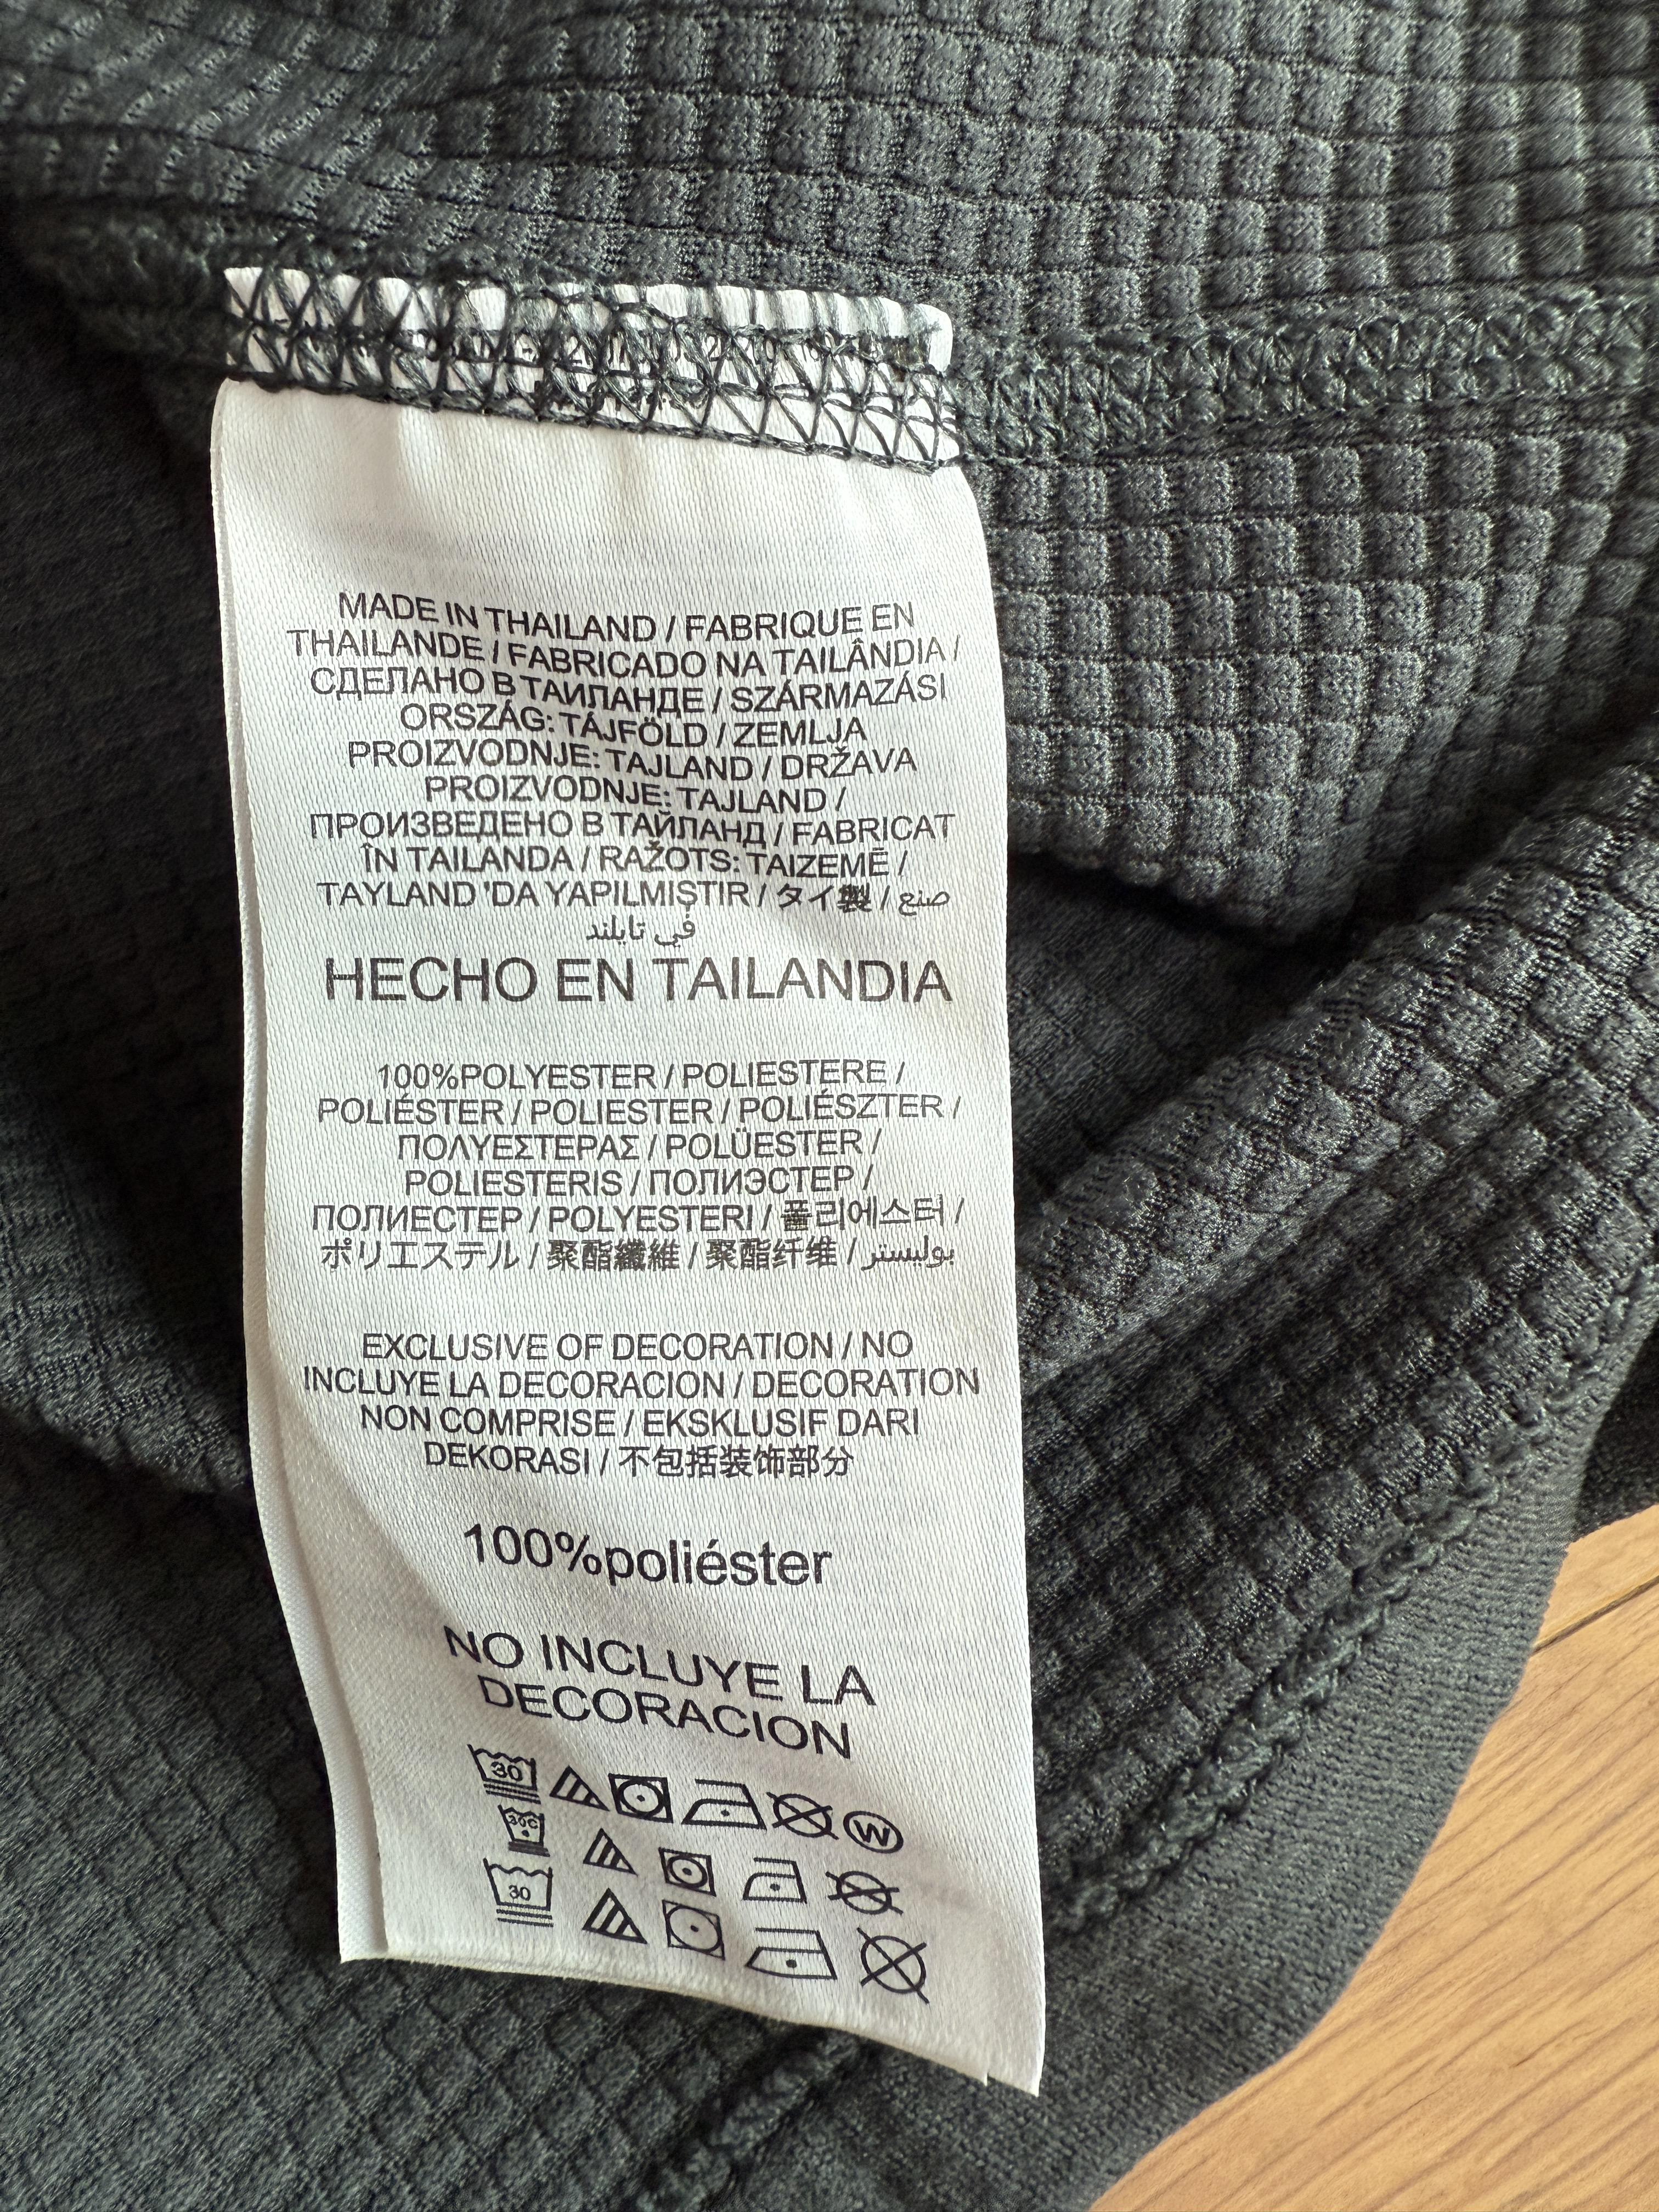 MADE IN THAILAND / FABRIQUE EN
THAILANDE / FABRICADO NA TAILÂNDIA /
СДЕЛАНО В ТАИЛАНДЕ / SZÁRMAZÁSI
ORSZÁG: TÁJFÖLD / ZEMLJA
PROIZVODNJE: TAJLAND / DRŽAVA
PROIZVODNJE: TAJLAND /
ПРОИЗВЕДЕНО В ТАЙЛАНД / FABRICAT
ÎN TAILANDA / RAŽOTS: TAIZEMĒ /
TAYLAND 'DA YAPILMIŞTIR / タイ製 / صنع
في تايلند
HECHO EN TAILANDIA
100%POLYESTER / POLIESTERE /
POLIÉSTER / POLIESTER / POLIÉSZTER /
ΠΟΛΥΕΣΤΕΡΑΣ / POLÜESTER /
POLIESTERIS / ПОЛИЭСТЕР /
ПОЛИЕСТЕР / POLYESTERI / 폴리에스터 /
ポリエステル / 聚酯纖維 / 聚酯纤维 / بوليستر
EXCLUSIVE OF DECORATION / NO
INCLUYE LA DECORACION / DECORATION
NON COMPRISE / EKSKLUSIF DARI
DEKORASI / 不包括装饰部分
100%poliéster
NO INCLUYE LA
DECORACION
30 W
30C
30